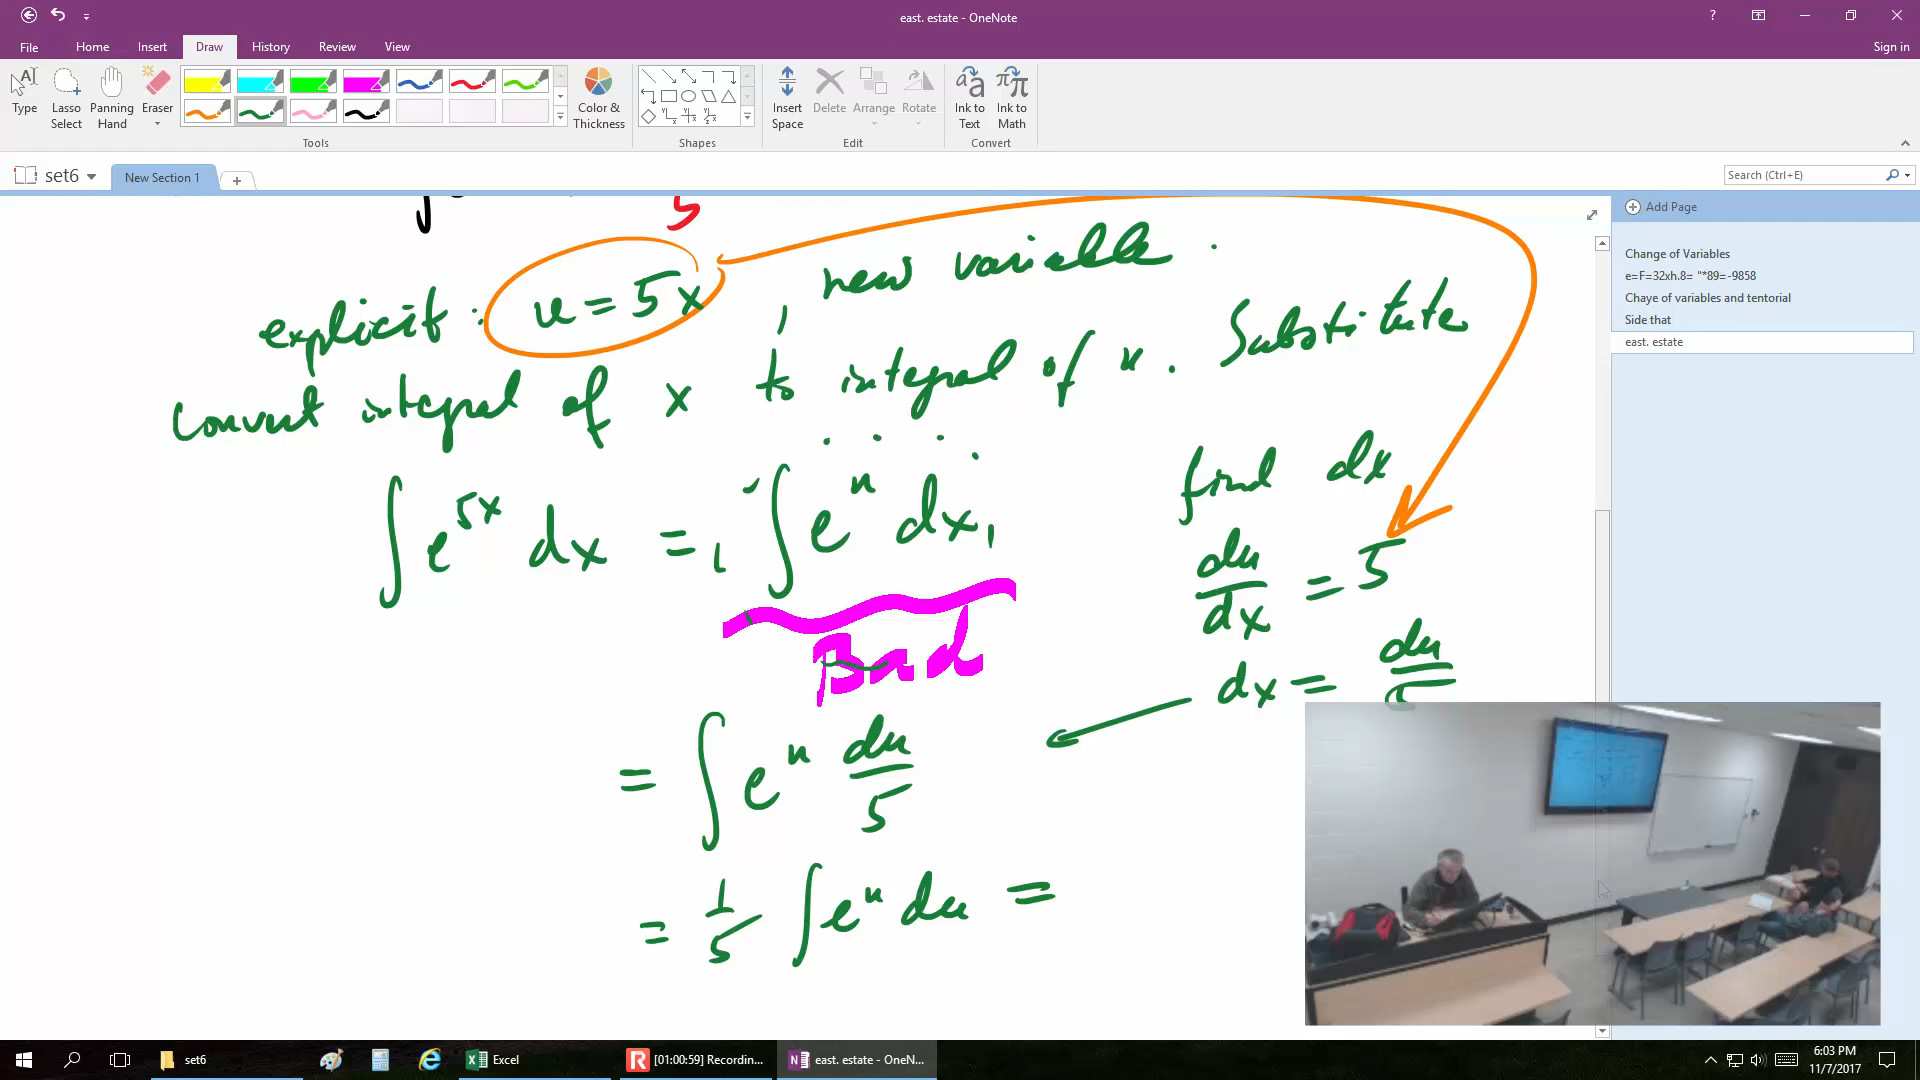 east. estate - OneNote
File Home Insert Draw History Review View Sign in
Type Lasso Select Panning Hand Eraser Color & Thickness Insert Space Delete Arrange Rotate Ink to Text Ink to Math
Tools Shapes Edit Convert
set6 New Section 1 Search (Ctrl+E)
Add Page
Change of Variables
e=F=32xh.8= "*89=-9858
Chaye of variables and tentorial
Side that
east. estate
5
explicit : u = 5x , new variable .
convert integral of x to integral of u . Substitute
find dx
∫ e^{5x} dx = ∫ e^u dx
du/dx = 5
Bad
dx = du/5
= ∫ e^u du/5
= 1/5 ∫ e^u du =
set6 Excel [01:00:59] Recordin... east. estate - OneN... 6:03 PM
11/7/2017